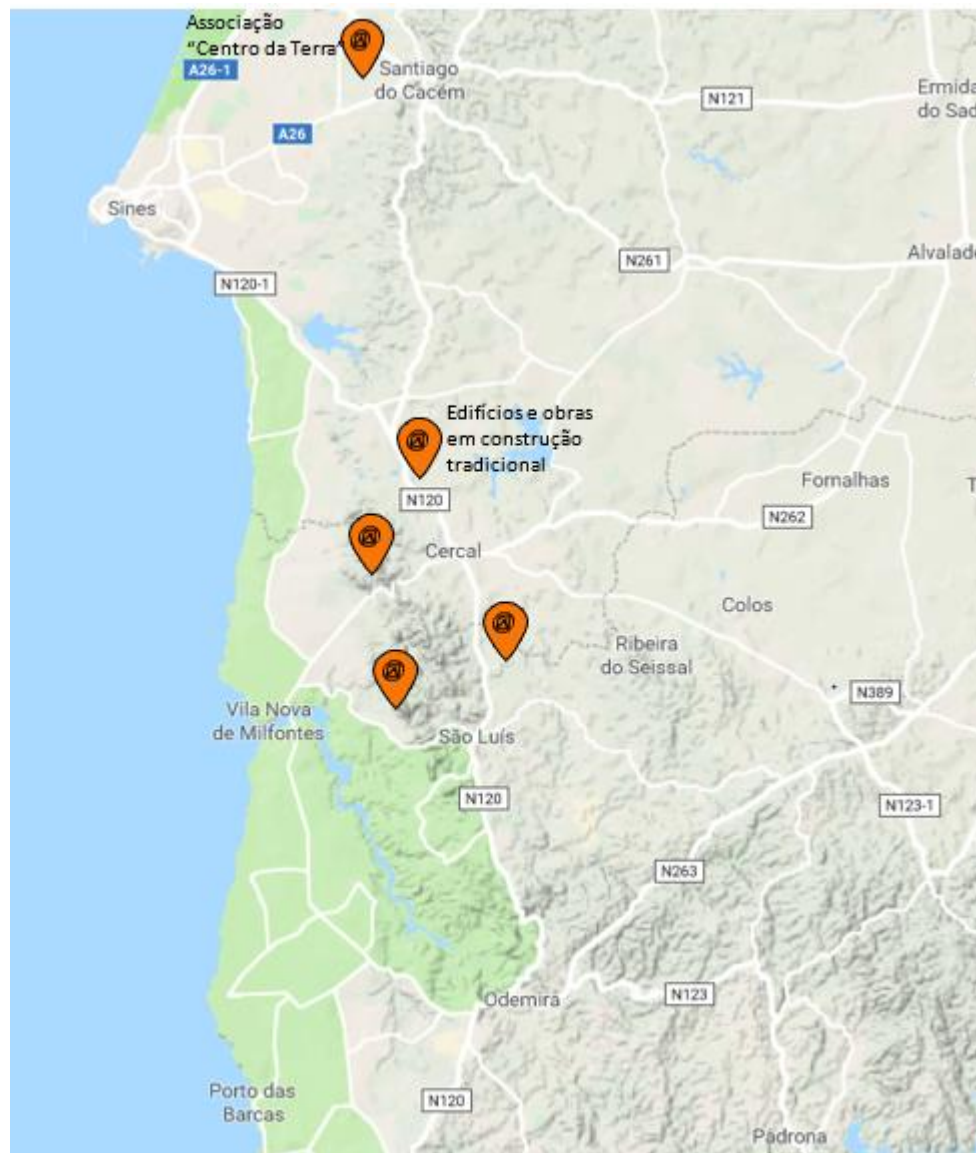 Associação
“Centro da Terra”
A26-1
Santiago
do Cacém
N121
Ermida
do Sad
A26
Sines
N261
Alvalade
N120-1
Edifícios e obras
em construção
tradicional
N120
Fornalhas
N262
Cercal
Colos
Ribeira
do Seissal
N389
Vila Nova
de Milfontes
São Luís
N120
N123-1
N263
Odemira
N123
Porto das
Barcas
N120
Padrona